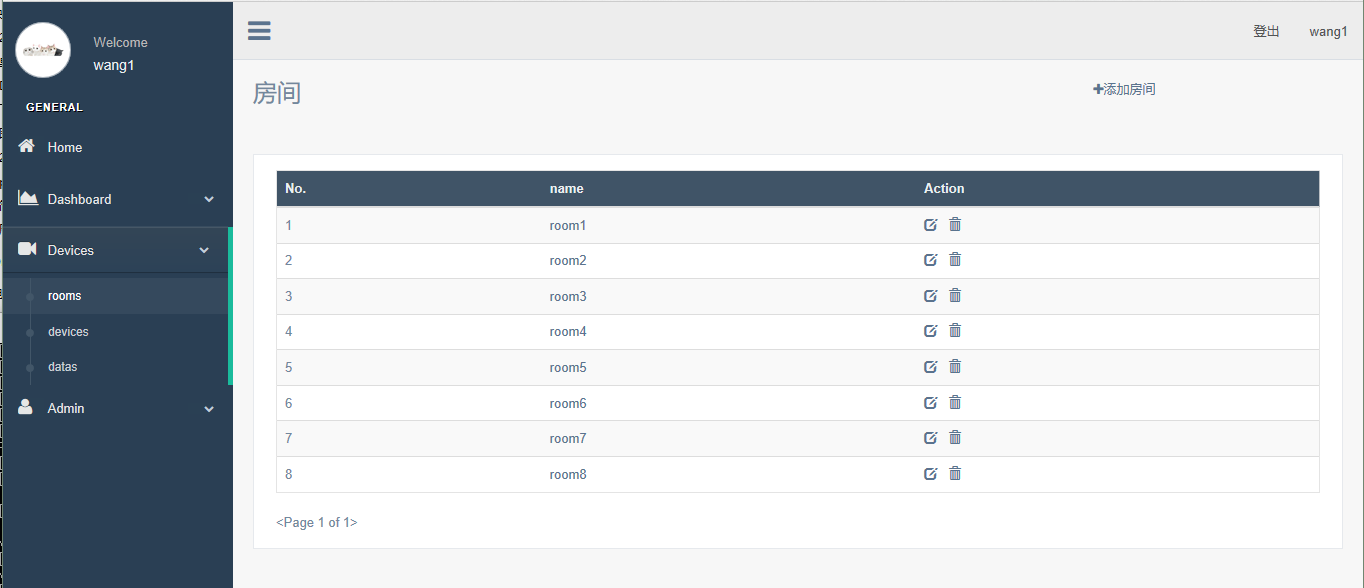 Welcome
wang1
GENERAL
Home
Dashboard
Devices
rooms
devices
datas
Admin
登出 wang1
房间
添加房间
No. name Action
1 room1
2 room2
3 room3
4 room4
5 room5
6 room6
7 room7
8 room8
<Page 1 of 1>